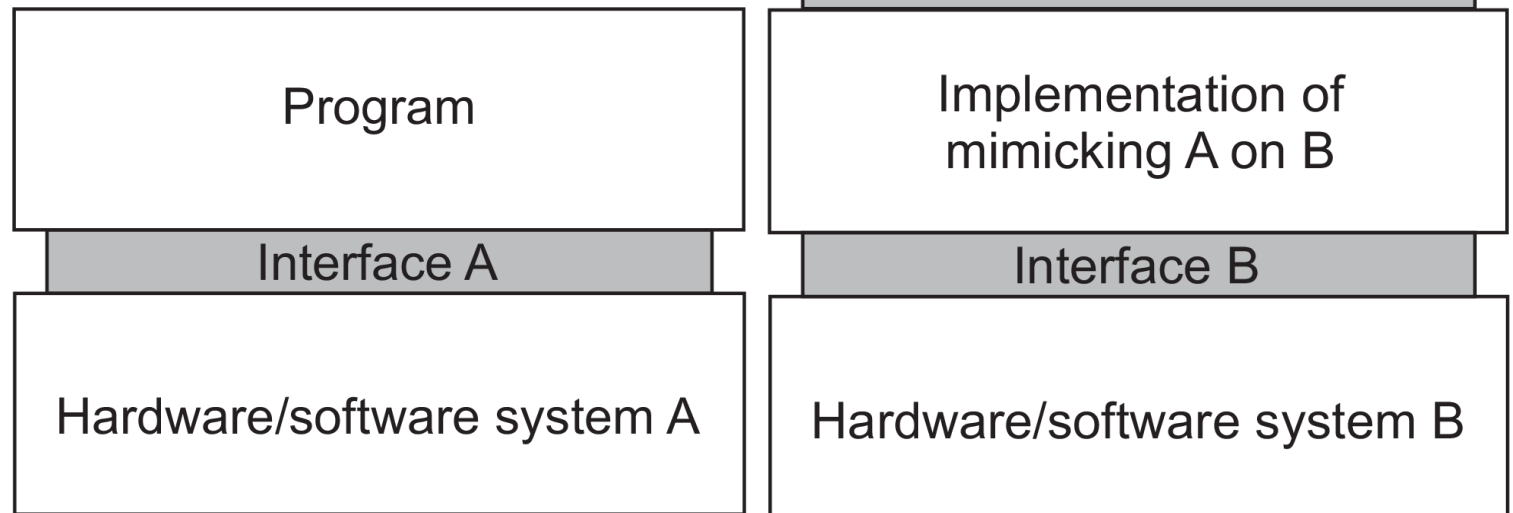 Program
Interface A
Hardware/software system A
Implementation of
mimicking A on B
Interface B
Hardware/software system B